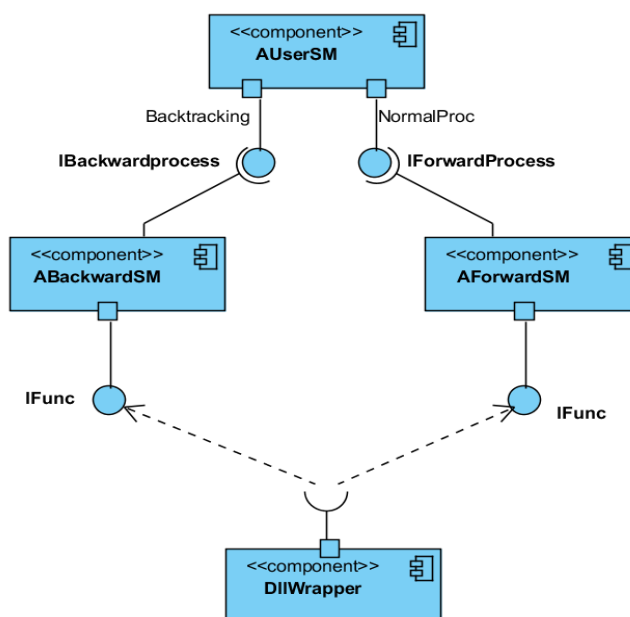 <<component>>
AUserSM
Backtracking
NormalProc
IBackwardprocess
IForwardProcess
<<component>>
ABackwardSM
<<component>>
AForwardSM
IFunc
IFunc
<<component>>
DllWrapper